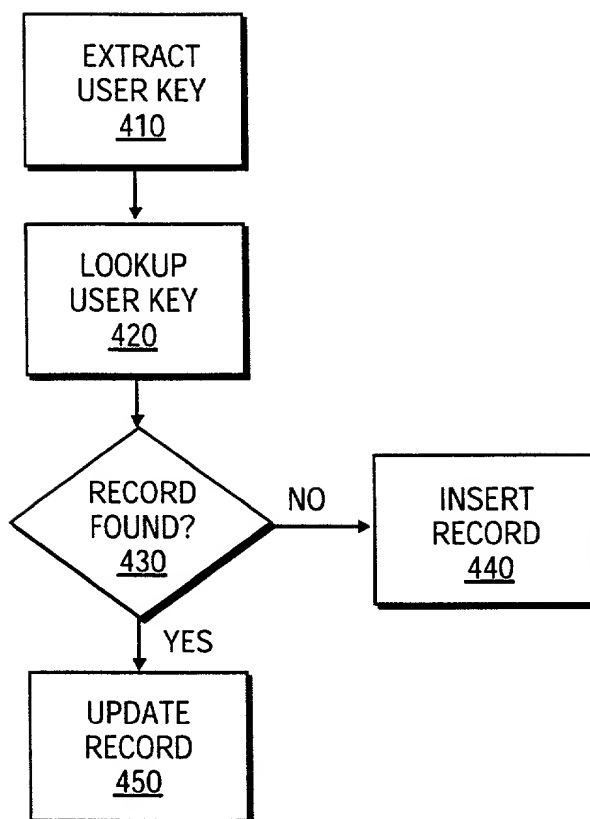 EXTRACT
USER KEY
410
LOOKUP
USER KEY
420
RECORD
FOUND?
430
NO
INSERT
RECORD
440
YES
UPDATE
RECORD
450